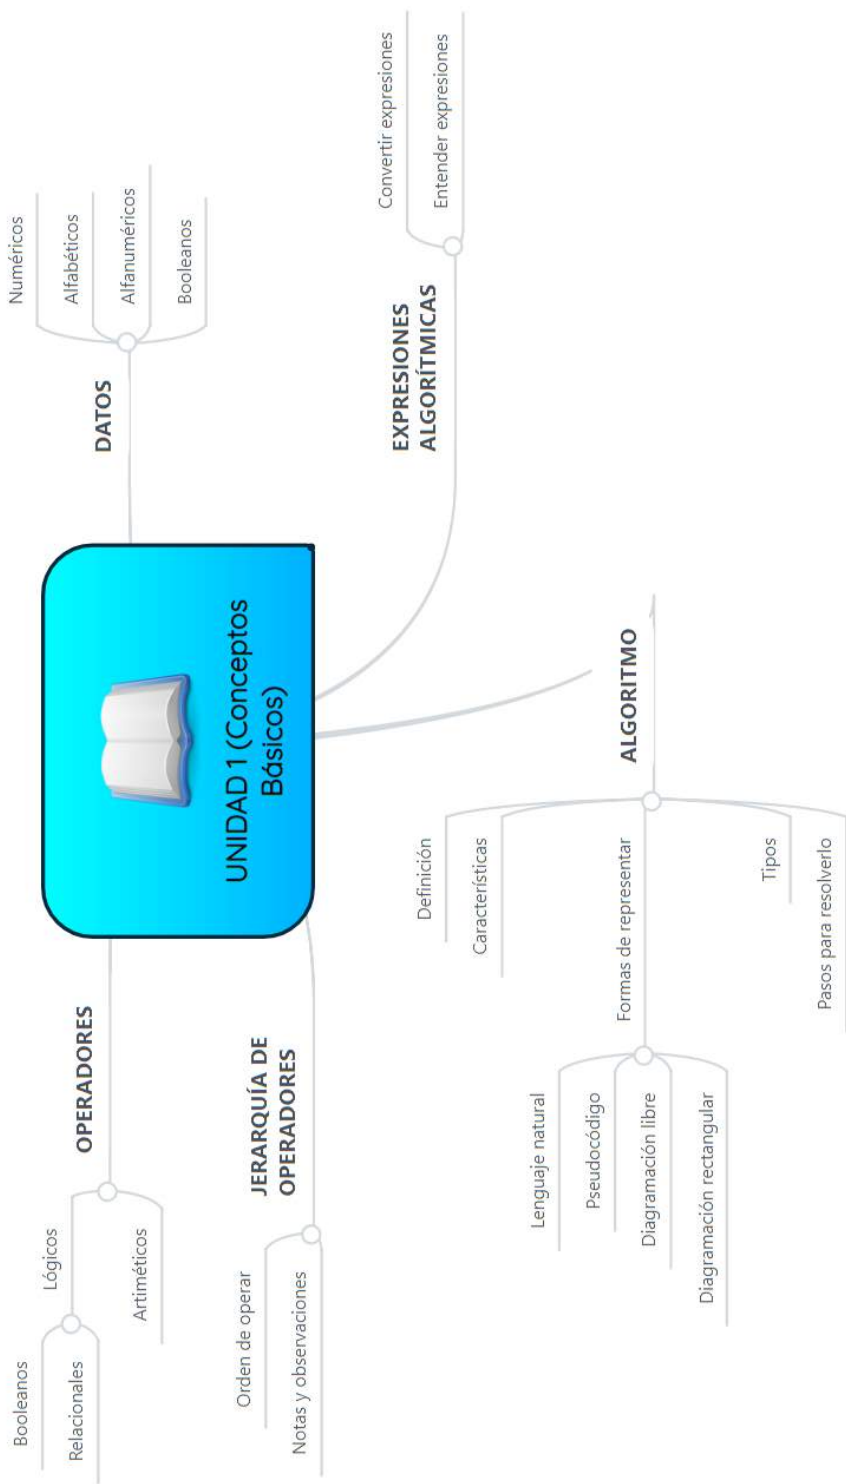 UNIDAD 1 (Conceptos
Básicos)
OPERADORES
Lógicos
Booleanos
Relacionales
Artiméticos
JERARQUÍA DE
OPERADORES
Orden de operar
Notas y observaciones
ALGORITMO
Definición
Características
Formas de representar
Lenguaje natural
Pseudocódigo
Diagramación libre
Diagramación rectangular
Tipos
Pasos para resolverlo
DATOS
Numéricos
Alfabéticos
Alfanuméricos
Booleanos
EXPRESIONES
ALGORÍTMICAS
Convertir expresiones
Entender expresiones